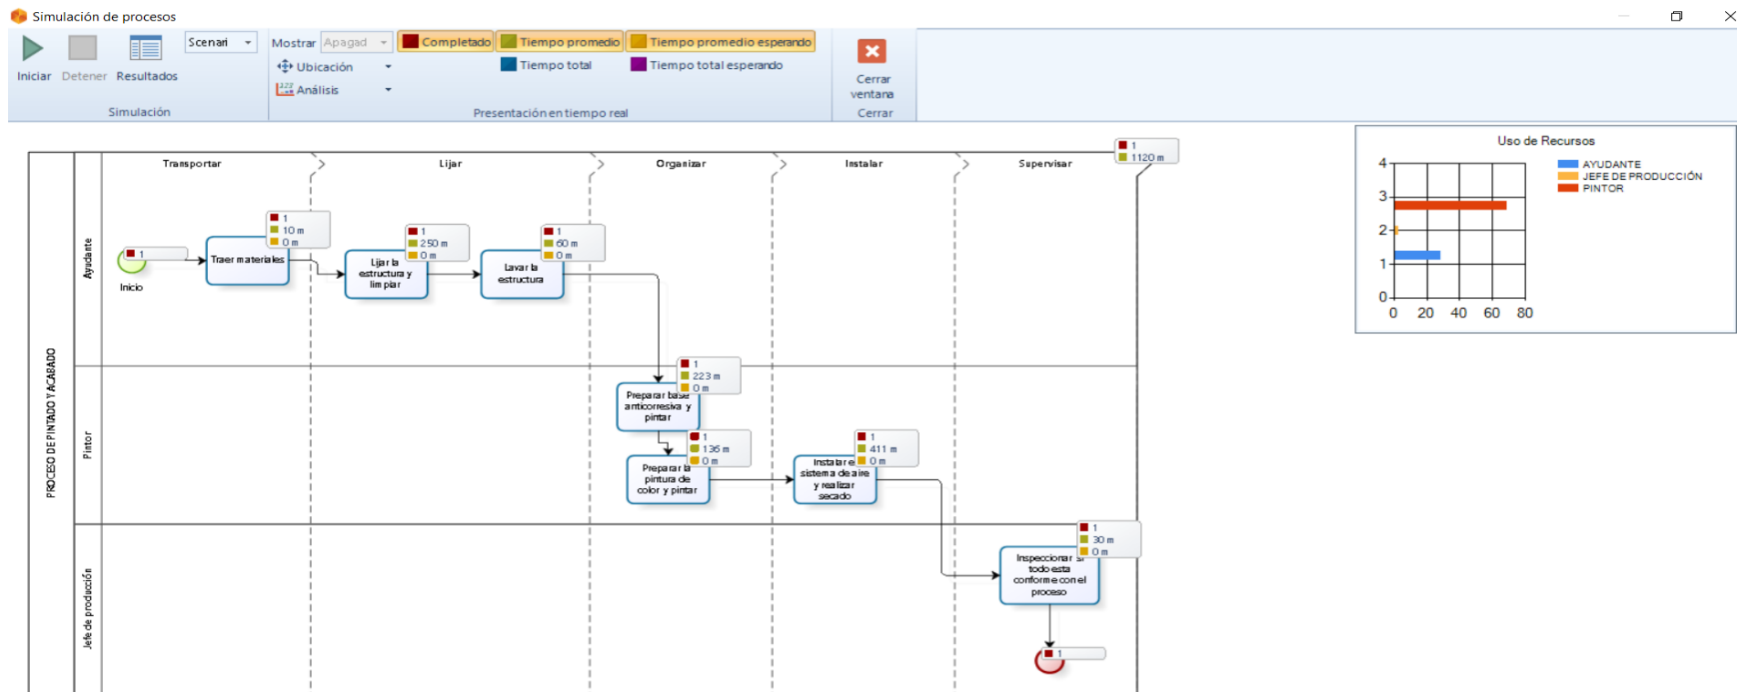 Simulación de procesos
Iniciar
Detener
Resultados
Simulación
Scenari
Mostrar
Apagad
Ubicación
Análisis
Completado
Tiempo promedio
Tiempo promedio esperando
Tiempo total
Tiempo total esperando
Presentación en tiempo real
Cerrar
ventana
Cerrar
PROCESO DE PINTADO Y ACABADO
Transportar
Lijar
Organizar
Instalar
Supervisar
1
1120 m
Ayudante
1
Inicio
Traer materiales
1
10 m
0 m
Lijar la
estructura y
limpiar
1
250 m
0 m
Lavar la
estructura
1
60 m
0 m
Pintor
Preparar base
anticorresiva y
pintar
1
223 m
0 m
Preparar la
pintura de
color y pintar
1
136 m
0 m
Instalar e
sistema de aire
y realizar
secado
1
411 m
0 m
Jefe de producción
Inspeccionar si
todo esta
conforme con el
proceso
1
30 m
0 m
1
Uso de Recursos
4
3
2
1
0
0 20 40 60 80
AYUDANTE
JEFE DE PRODUCCIÓN
PINTOR